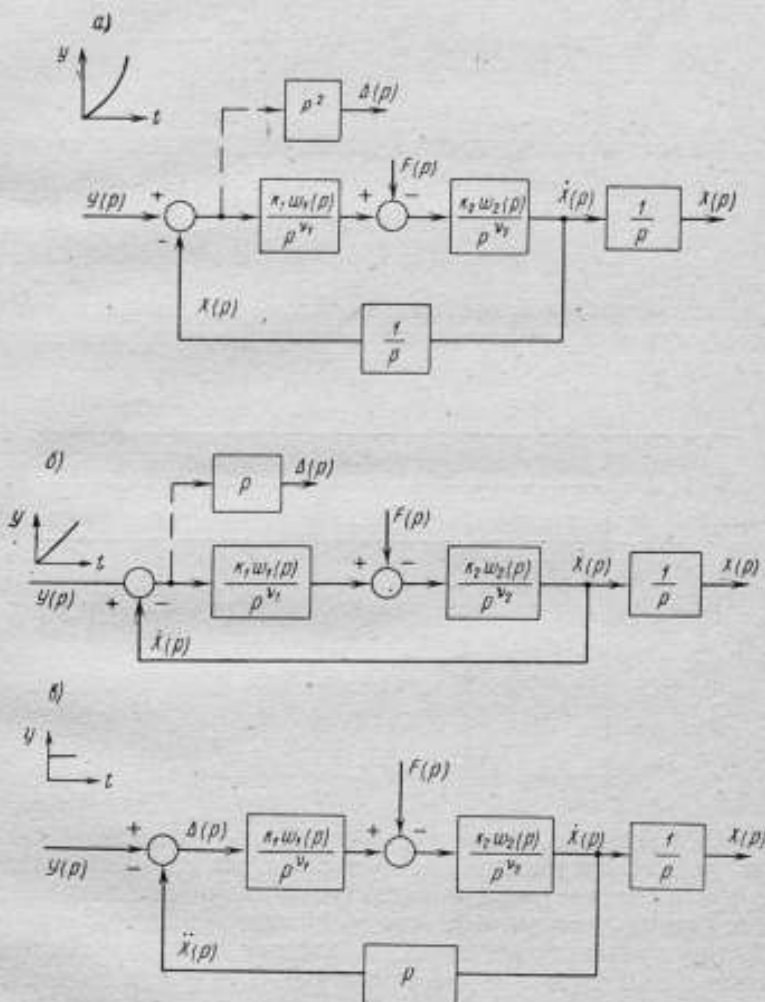 а)
y
t
p²
Δ(p)
F(p)
y(p)
+
-
κ₁w₁(p)
p^ν₁
+
-
κ₂w₂(p)
p^ν₂
Ẋ(p)
1
p
X(p)
X(p)
1
p
б)
y
t
p
Δ(p)
F(p)
y(p)
+
-
κ₁w₁(p)
p^ν₁
+
-
κ₂w₂(p)
p^ν₂
Ẋ(p)
1
p
X(p)
Ẋ(p)
в)
y
t
F(p)
y(p)
+
-
Δ(p)
κ₁w₁(p)
p^ν₁
+
-
κ₂w₂(p)
p^ν₂
Ẋ(p)
1
p
X(p)
Ẍ(p)
p